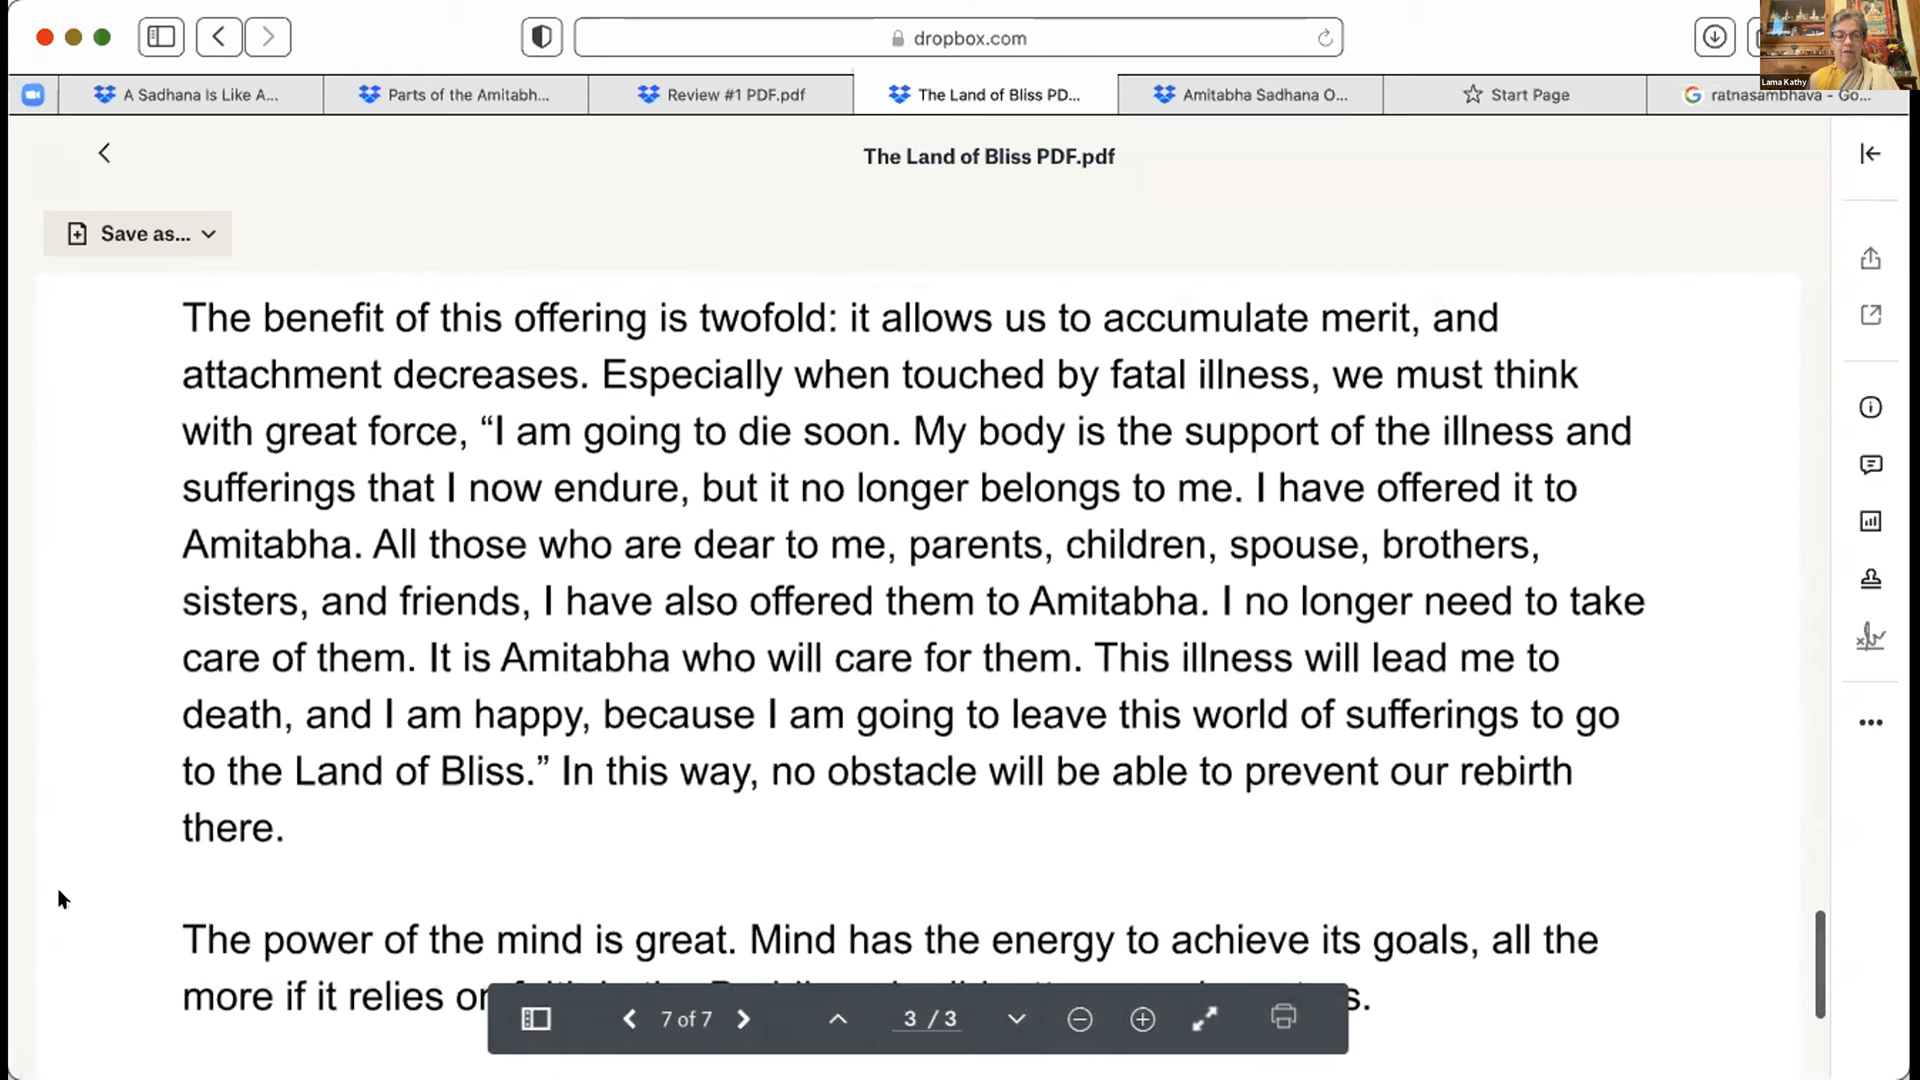 dropbox.com
Lama Kathy
A Sadhana Is Like A...
Parts of the Amitabh...
Review #1 PDF.pdf
The Land of Bliss PD...
Amitabha Sadhana O...
Start Page
ratnasambhava - Go...
The Land of Bliss PDF.pdf
Save as...
The benefit of this offering is twofold: it allows us to accumulate merit, and
attachment decreases. Especially when touched by fatal illness, we must think
with great force, “I am going to die soon. My body is the support of the illness and
sufferings that I now endure, but it no longer belongs to me. I have offered it to
Amitabha. All those who are dear to me, parents, children, spouse, brothers,
sisters, and friends, I have also offered them to Amitabha. I no longer need to take
care of them. It is Amitabha who will care for them. This illness will lead me to
death, and I am happy, because I am going to leave this world of sufferings to go
to the Land of Bliss.” In this way, no obstacle will be able to prevent our rebirth
there.
The power of the mind is great. Mind has the energy to achieve its goals, all the
more if it relies
7 of 7
3 / 3